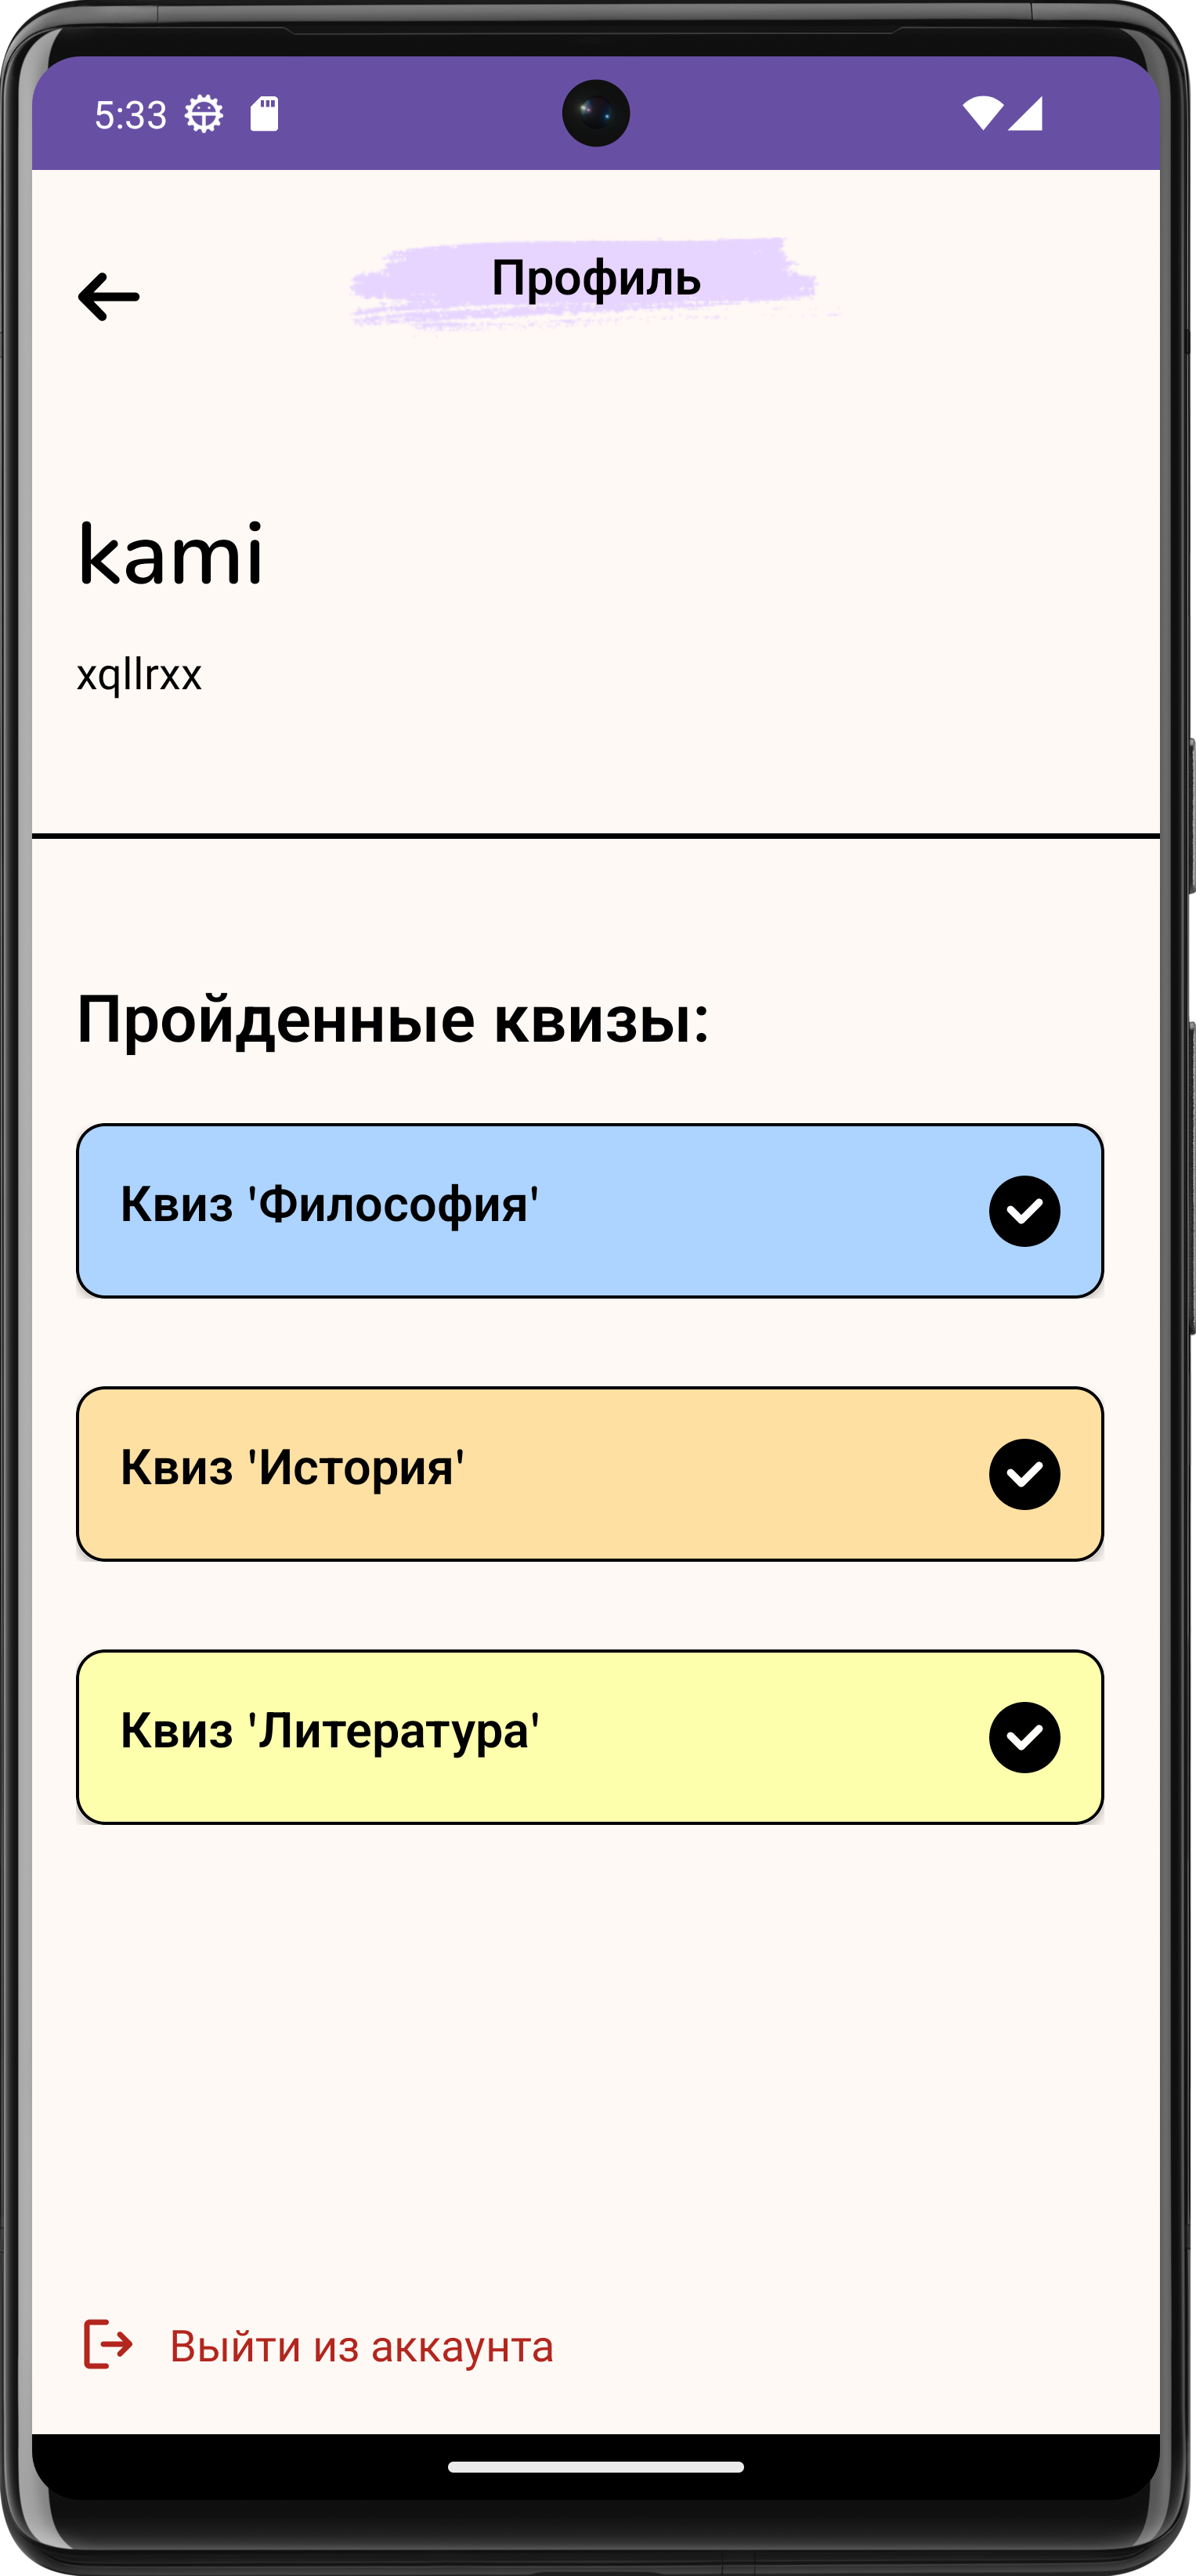 5:33
Профиль
kami
xqllrxx
Пройденные квизы:
Квиз 'Философия'
Квиз 'История'
Квиз 'Литература'
Выйти из аккаунта